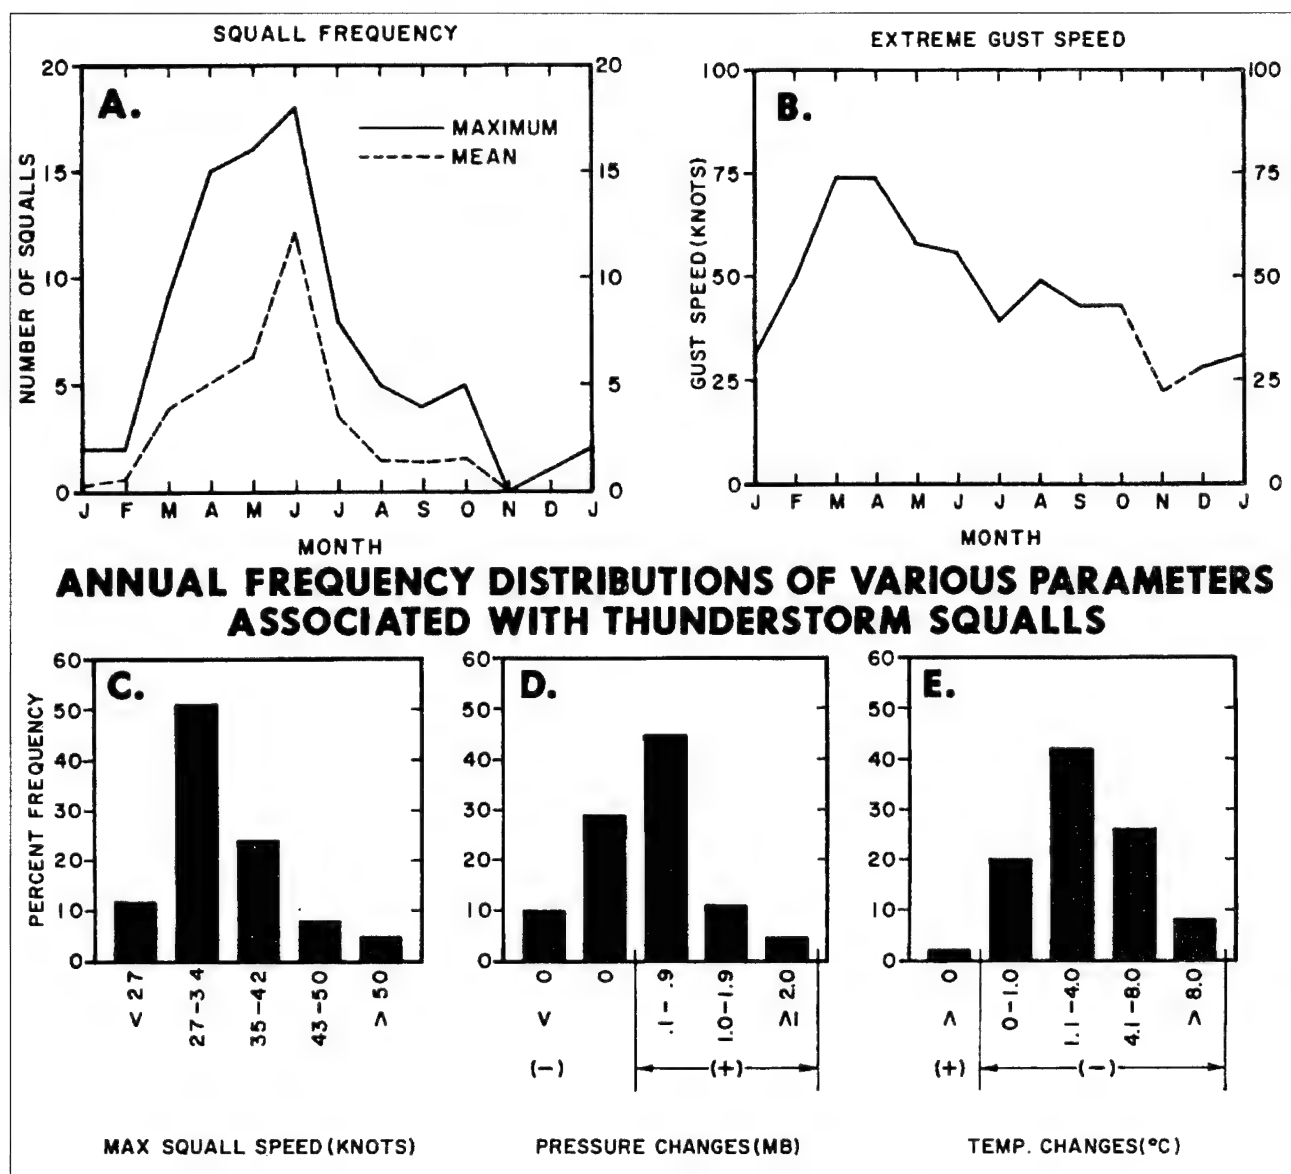 SQUALL FREQUENCY
A.
MAXIMUM
MEAN
NUMBER OF SQUALLS
20
15
10
5
0
20
15
10
5
0
J F M A M J J A S O N D J
MONTH
EXTREME GUST SPEED
B.
GUST SPEED (KNOTS)
100
75
50
25
0
100
75
50
25
0
J F M A M J J A S O N D J
MONTH
ANNUAL FREQUENCY DISTRIBUTIONS OF VARIOUS PARAMETERS
ASSOCIATED WITH THUNDERSTORM SQUALLS
C.
PERCENT FREQUENCY
60
50
40
30
20
10
0
< 27
27-34
35-42
43-50
> 50
MAX SQUALL SPEED (KNOTS)
D.
60
50
40
30
20
10
0
< 0
0
.1 - .9
1.0-1.9
≥ 2.0
(-)
(+)
PRESSURE CHANGES (MB)
E.
60
50
40
30
20
10
0
> 0
0-1.0
1.1-4.0
4.1-8.0
> 8.0
(+)
(-)
TEMP. CHANGES (°C)